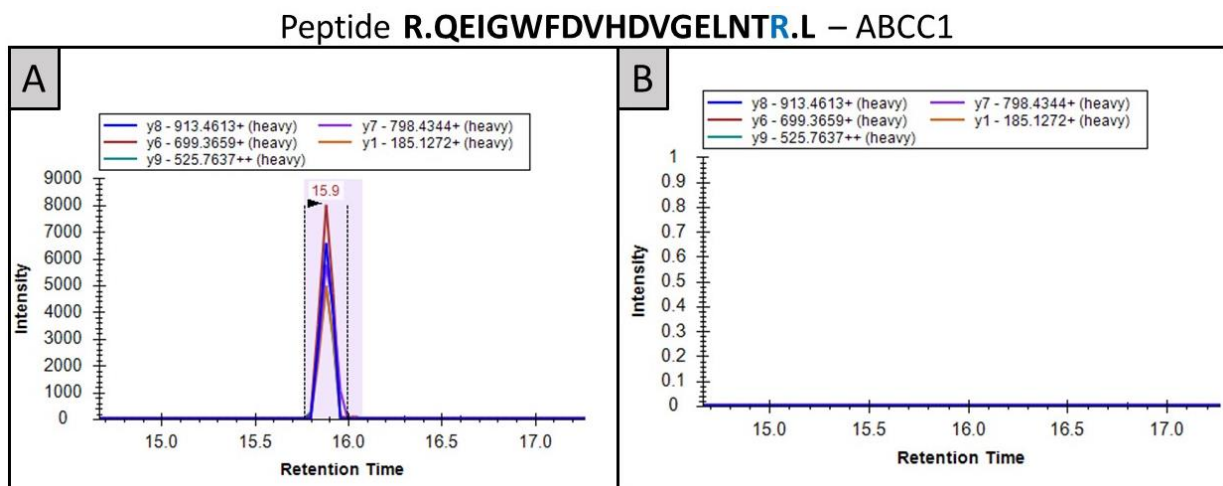 Peptide R.QEIGWFDVHDVGELNTR.L – ABCC1
A
y8 - 913.4613+ (heavy) y7 - 798.4344+ (heavy)
y6 - 699.3659+ (heavy) y1 - 185.1272+ (heavy)
y9 - 525.7637++ (heavy)
9000
8000
7000
6000
5000
4000
3000
2000
1000
0
Intensity
15.9
15.0 15.5 16.0 16.5 17.0
Retention Time
B
y8 - 913.4613+ (heavy) y7 - 798.4344+ (heavy)
y6 - 699.3659+ (heavy) y1 - 185.1272+ (heavy)
y9 - 525.7637++ (heavy)
1
0.9
0.8
0.7
0.6
0.5
0.4
0.3
0.2
0.1
0
Intensity
15.0 15.5 16.0 16.5 17.0
Retention Time